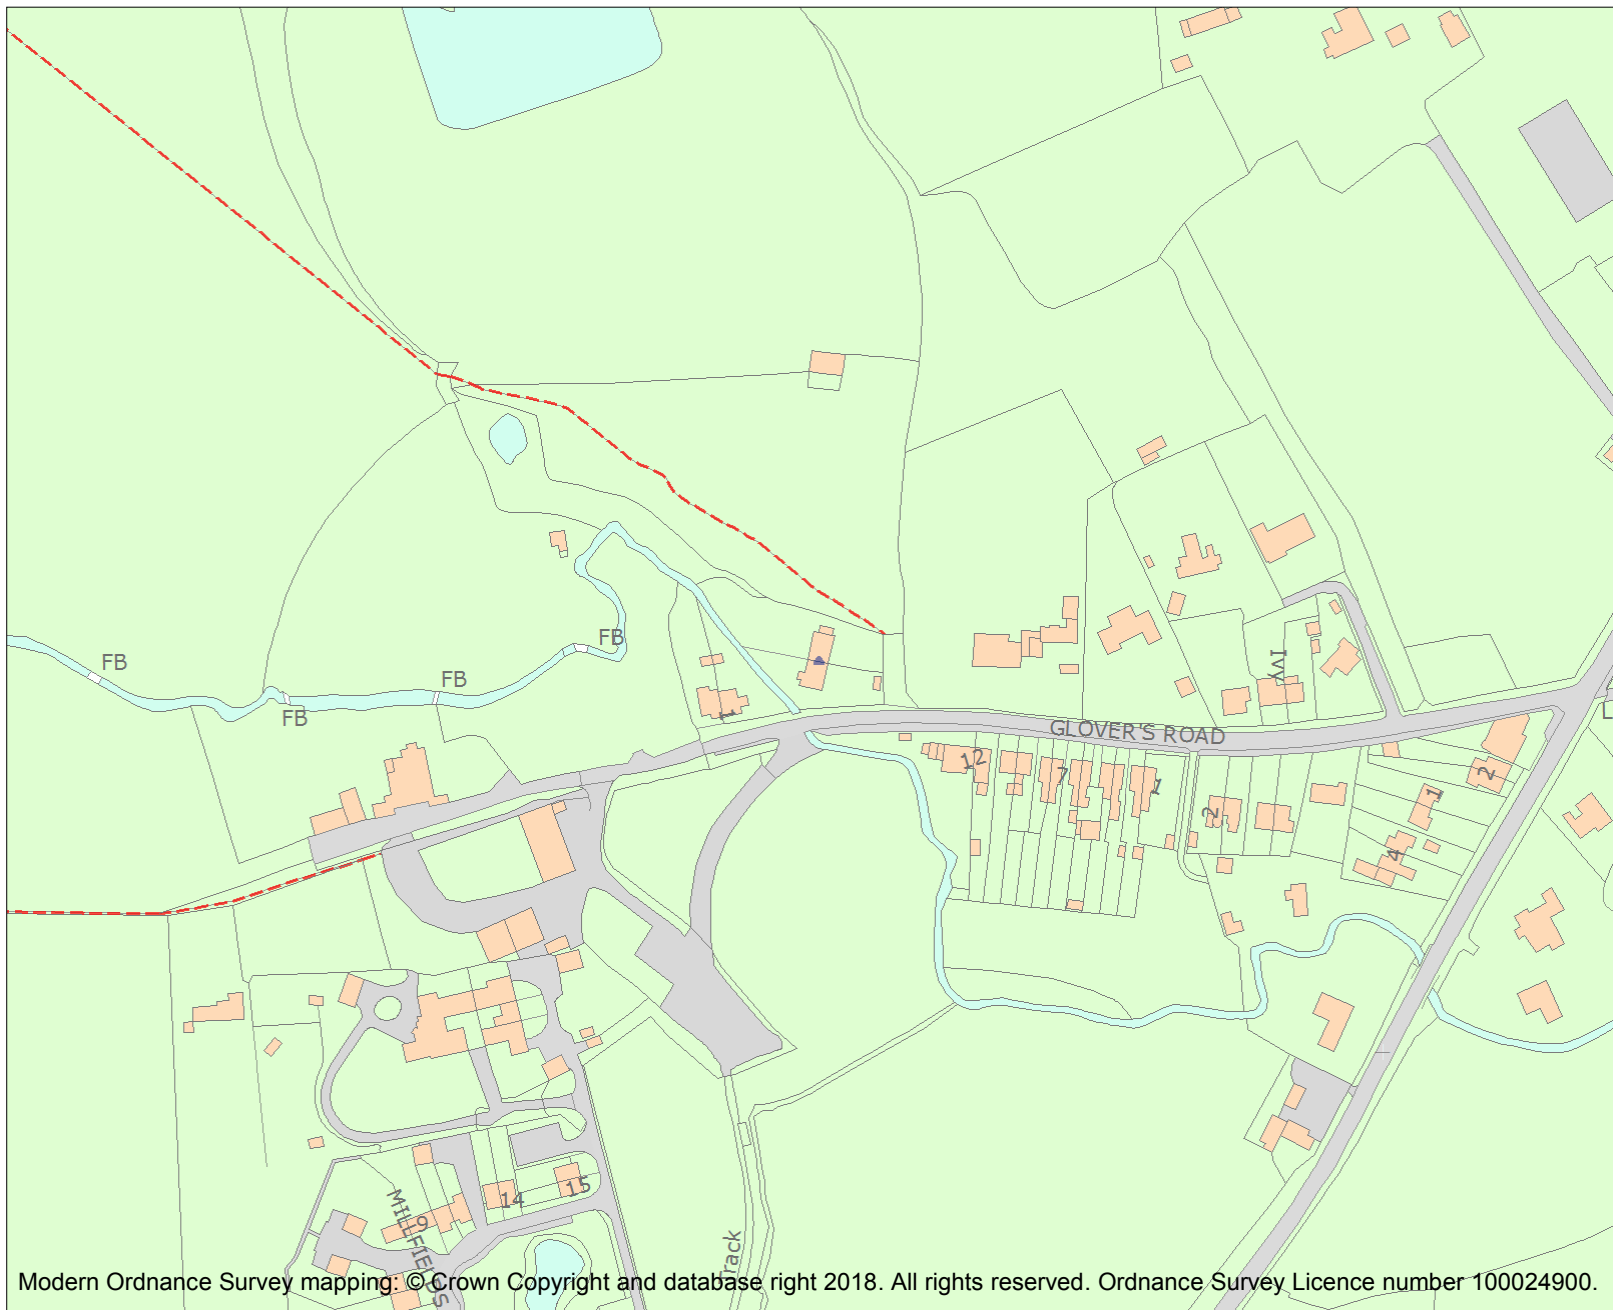 FB
FB
FB
FB
1
IVY
GLOVER'S ROAD
12
7
1
2
2
1
4
L
14
15
9
MILLFIELDS
Track
Modern Ordnance Survey mapping: © Crown Copyright and database right 2018. All rights reserved. Ordnance Survey Licence number 100024900.